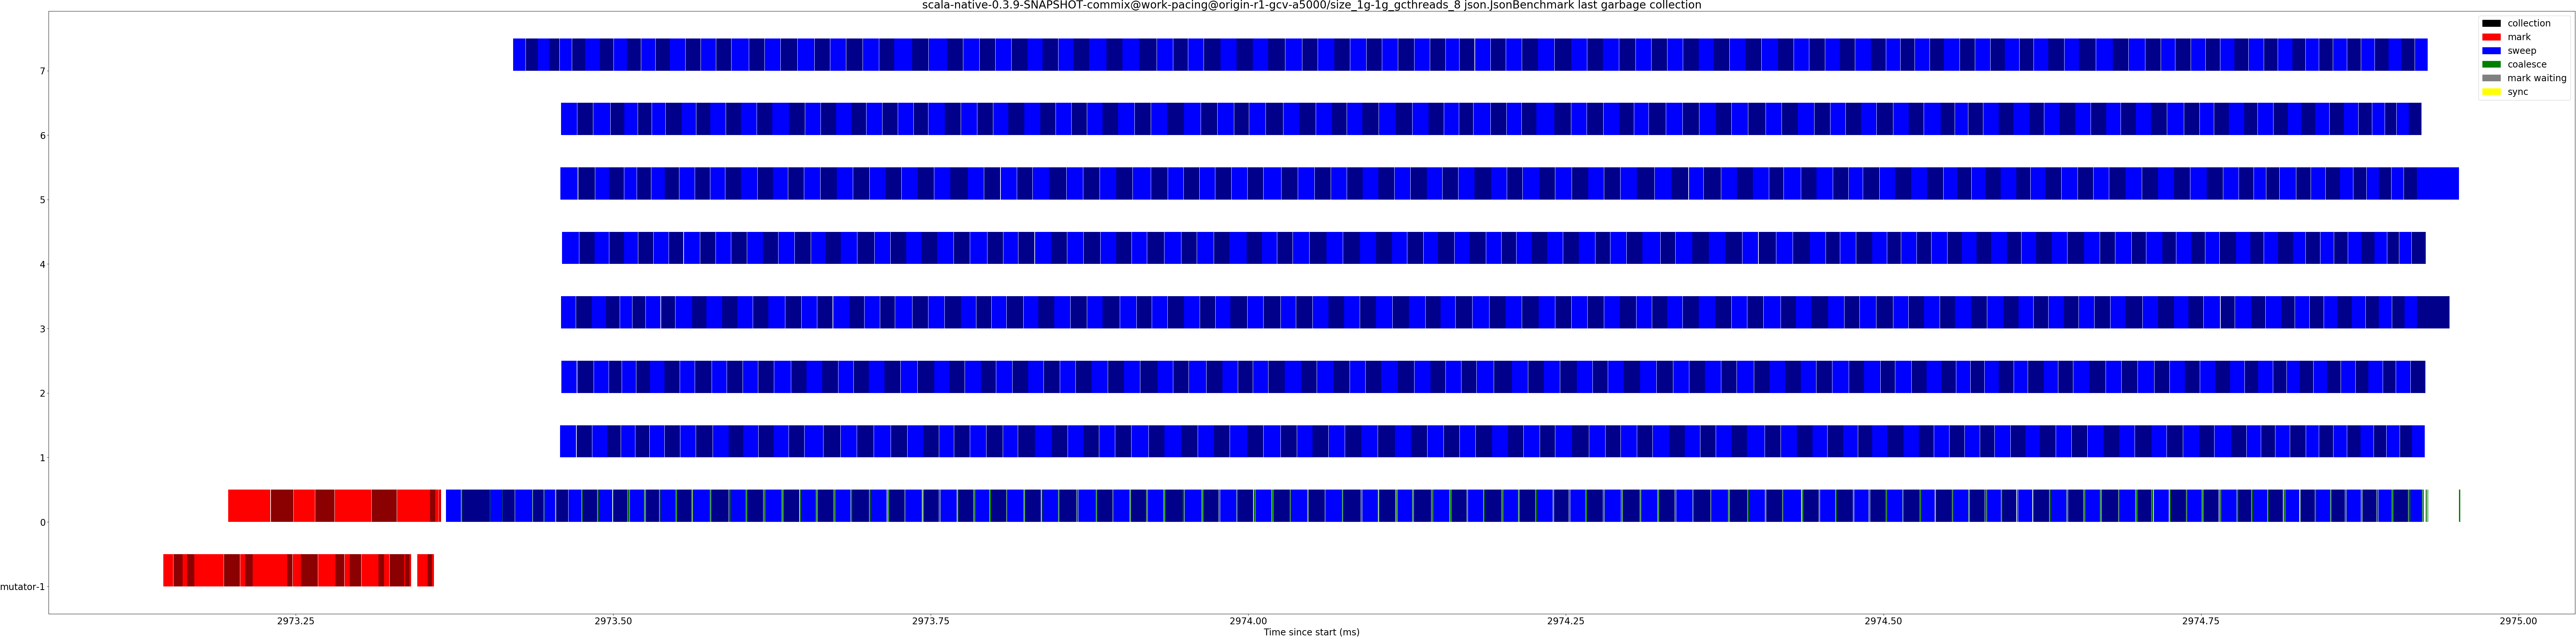 scala-native-0.3.9-SNAPSHOT-commix@work-pacing@origin-r1-gcv-a5000/size_1g-1g_gcthreads_8 json.JsonBenchmark last garbage collection
collection
mark
sweep
coalesce
mark waiting
sync
7
6
5
4
3
2
1
0
mutator-1
2973.25 2973.50 2973.75 2974.00 2974.25 2974.50 2974.75 2975.00
Time since start (ms)